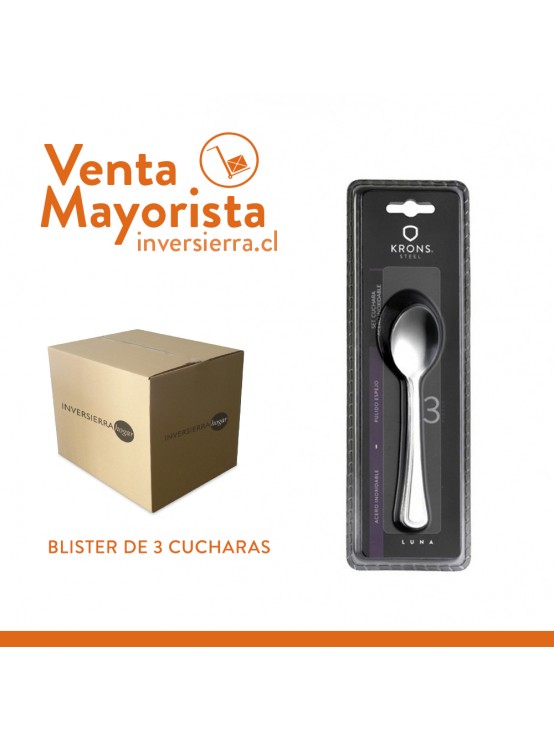 Venta
Mayorista
inversierra.cl
KRONS.
STEEL
SET CUCHARA
PULIDO ESPEJO
ACERO INOXIDABLE
3
LUNA
INVERSIERRA hogar
INVERSIERRA hogar
BLISTER DE 3 CUCHARAS